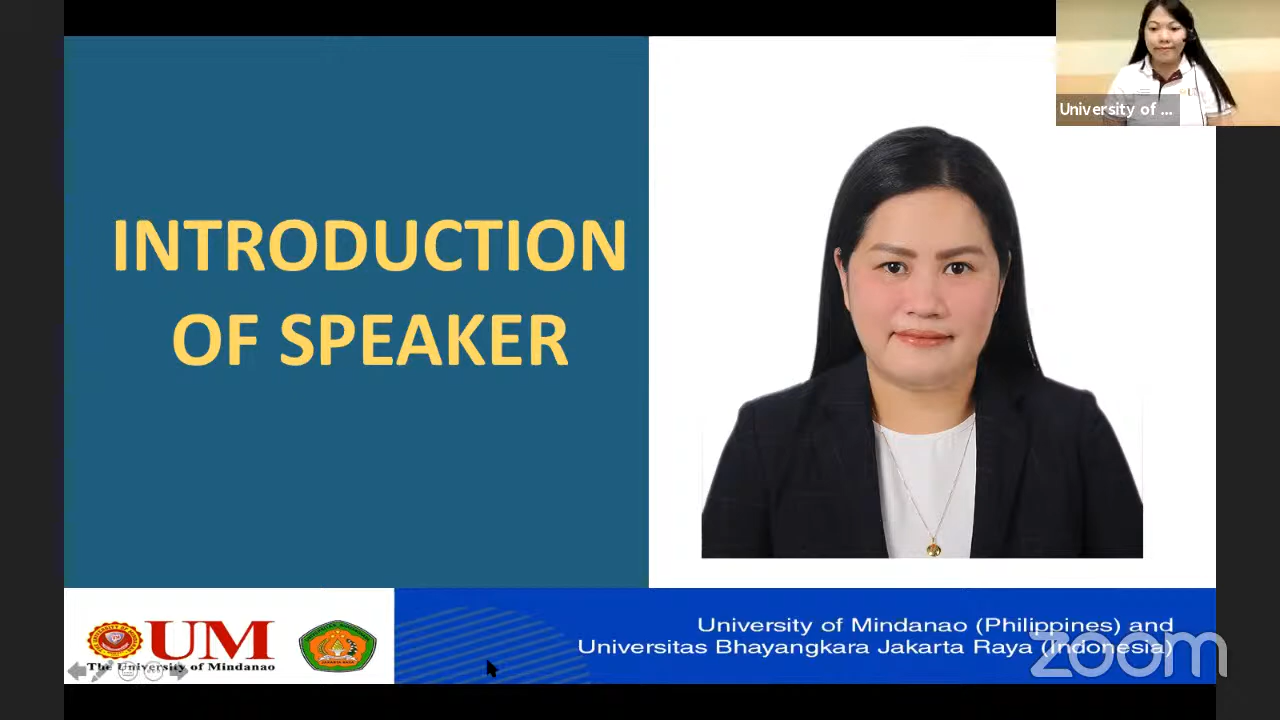 University of ...
INTRODUCTION
OF SPEAKER
UM
The University of Mindanao
University of Mindanao (Philippines) and
Universitas Bhayangkara Jakarta Raya (Indonesia)
zoom